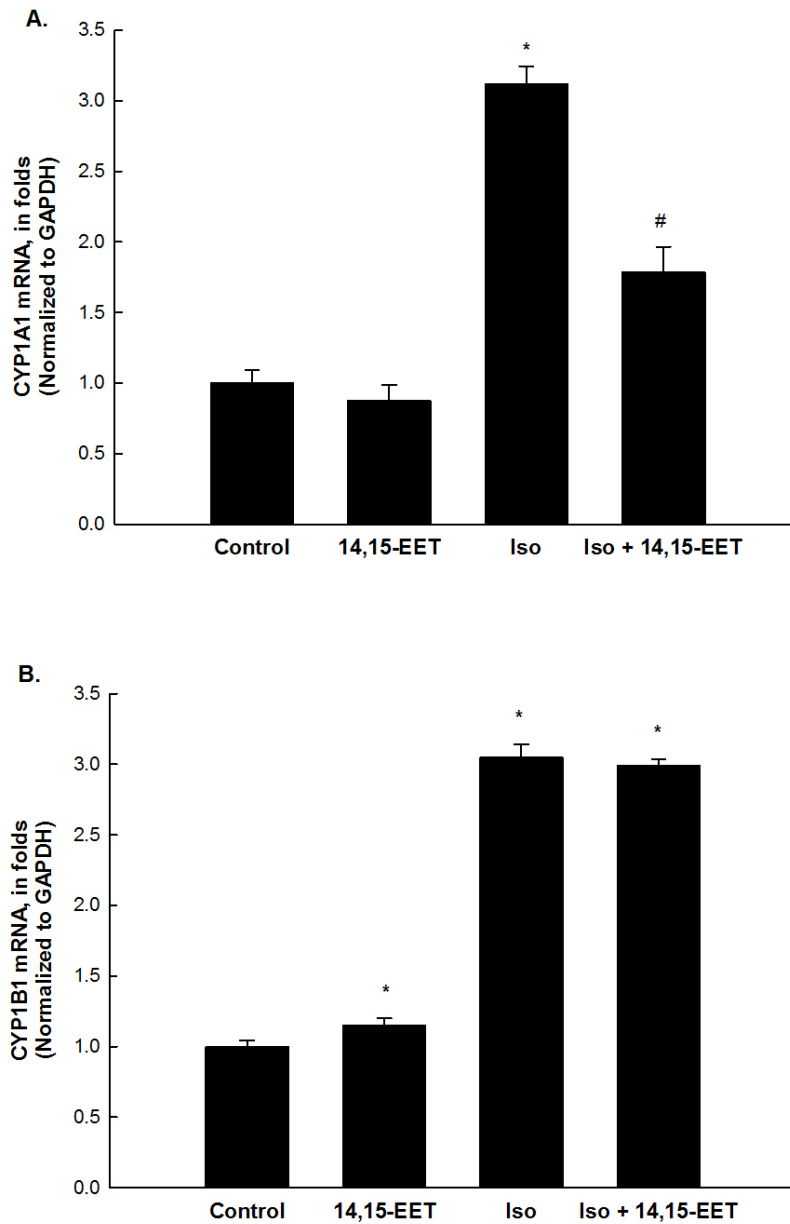 A.
CYP1A1 mRNA, in folds
(Normalized to GAPDH)
3.5
3.0
2.5
2.0
1.5
1.0
0.5
0.0
*
#
Control 14,15-EET Iso Iso + 14,15-EET
B.
CYP1B1 mRNA, in folds
(Normalized to GAPDH)
3.5
3.0
2.5
2.0
1.5
1.0
0.5
0.0
*
*
*
Control 14,15-EET Iso Iso + 14,15-EET